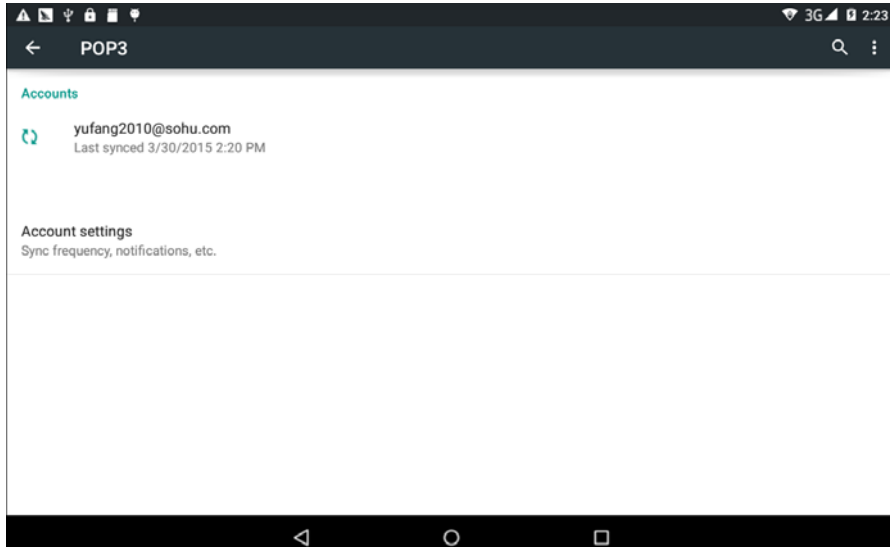 3G 2:23
POP3
Accounts
yufang2010@sohu.com
Last synced 3/30/2015 2:20 PM
Account settings
Sync frequency, notifications, etc.